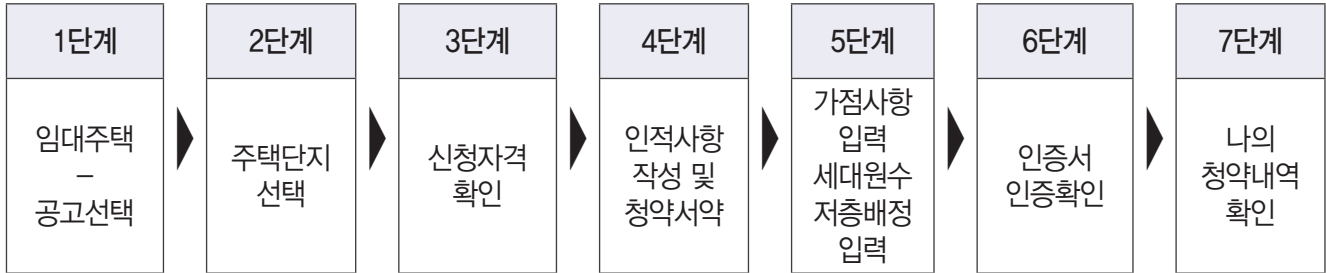 1단계
임대주택
–
공고선택
2단계
주택단지
선택
3단계
신청자격
확인
4단계
인적사항
작성 및
청약서약
5단계
가점사항
입력
세대원수
저층배정
입력
6단계
인증서
인증확인
7단계
나의
청약내역
확인